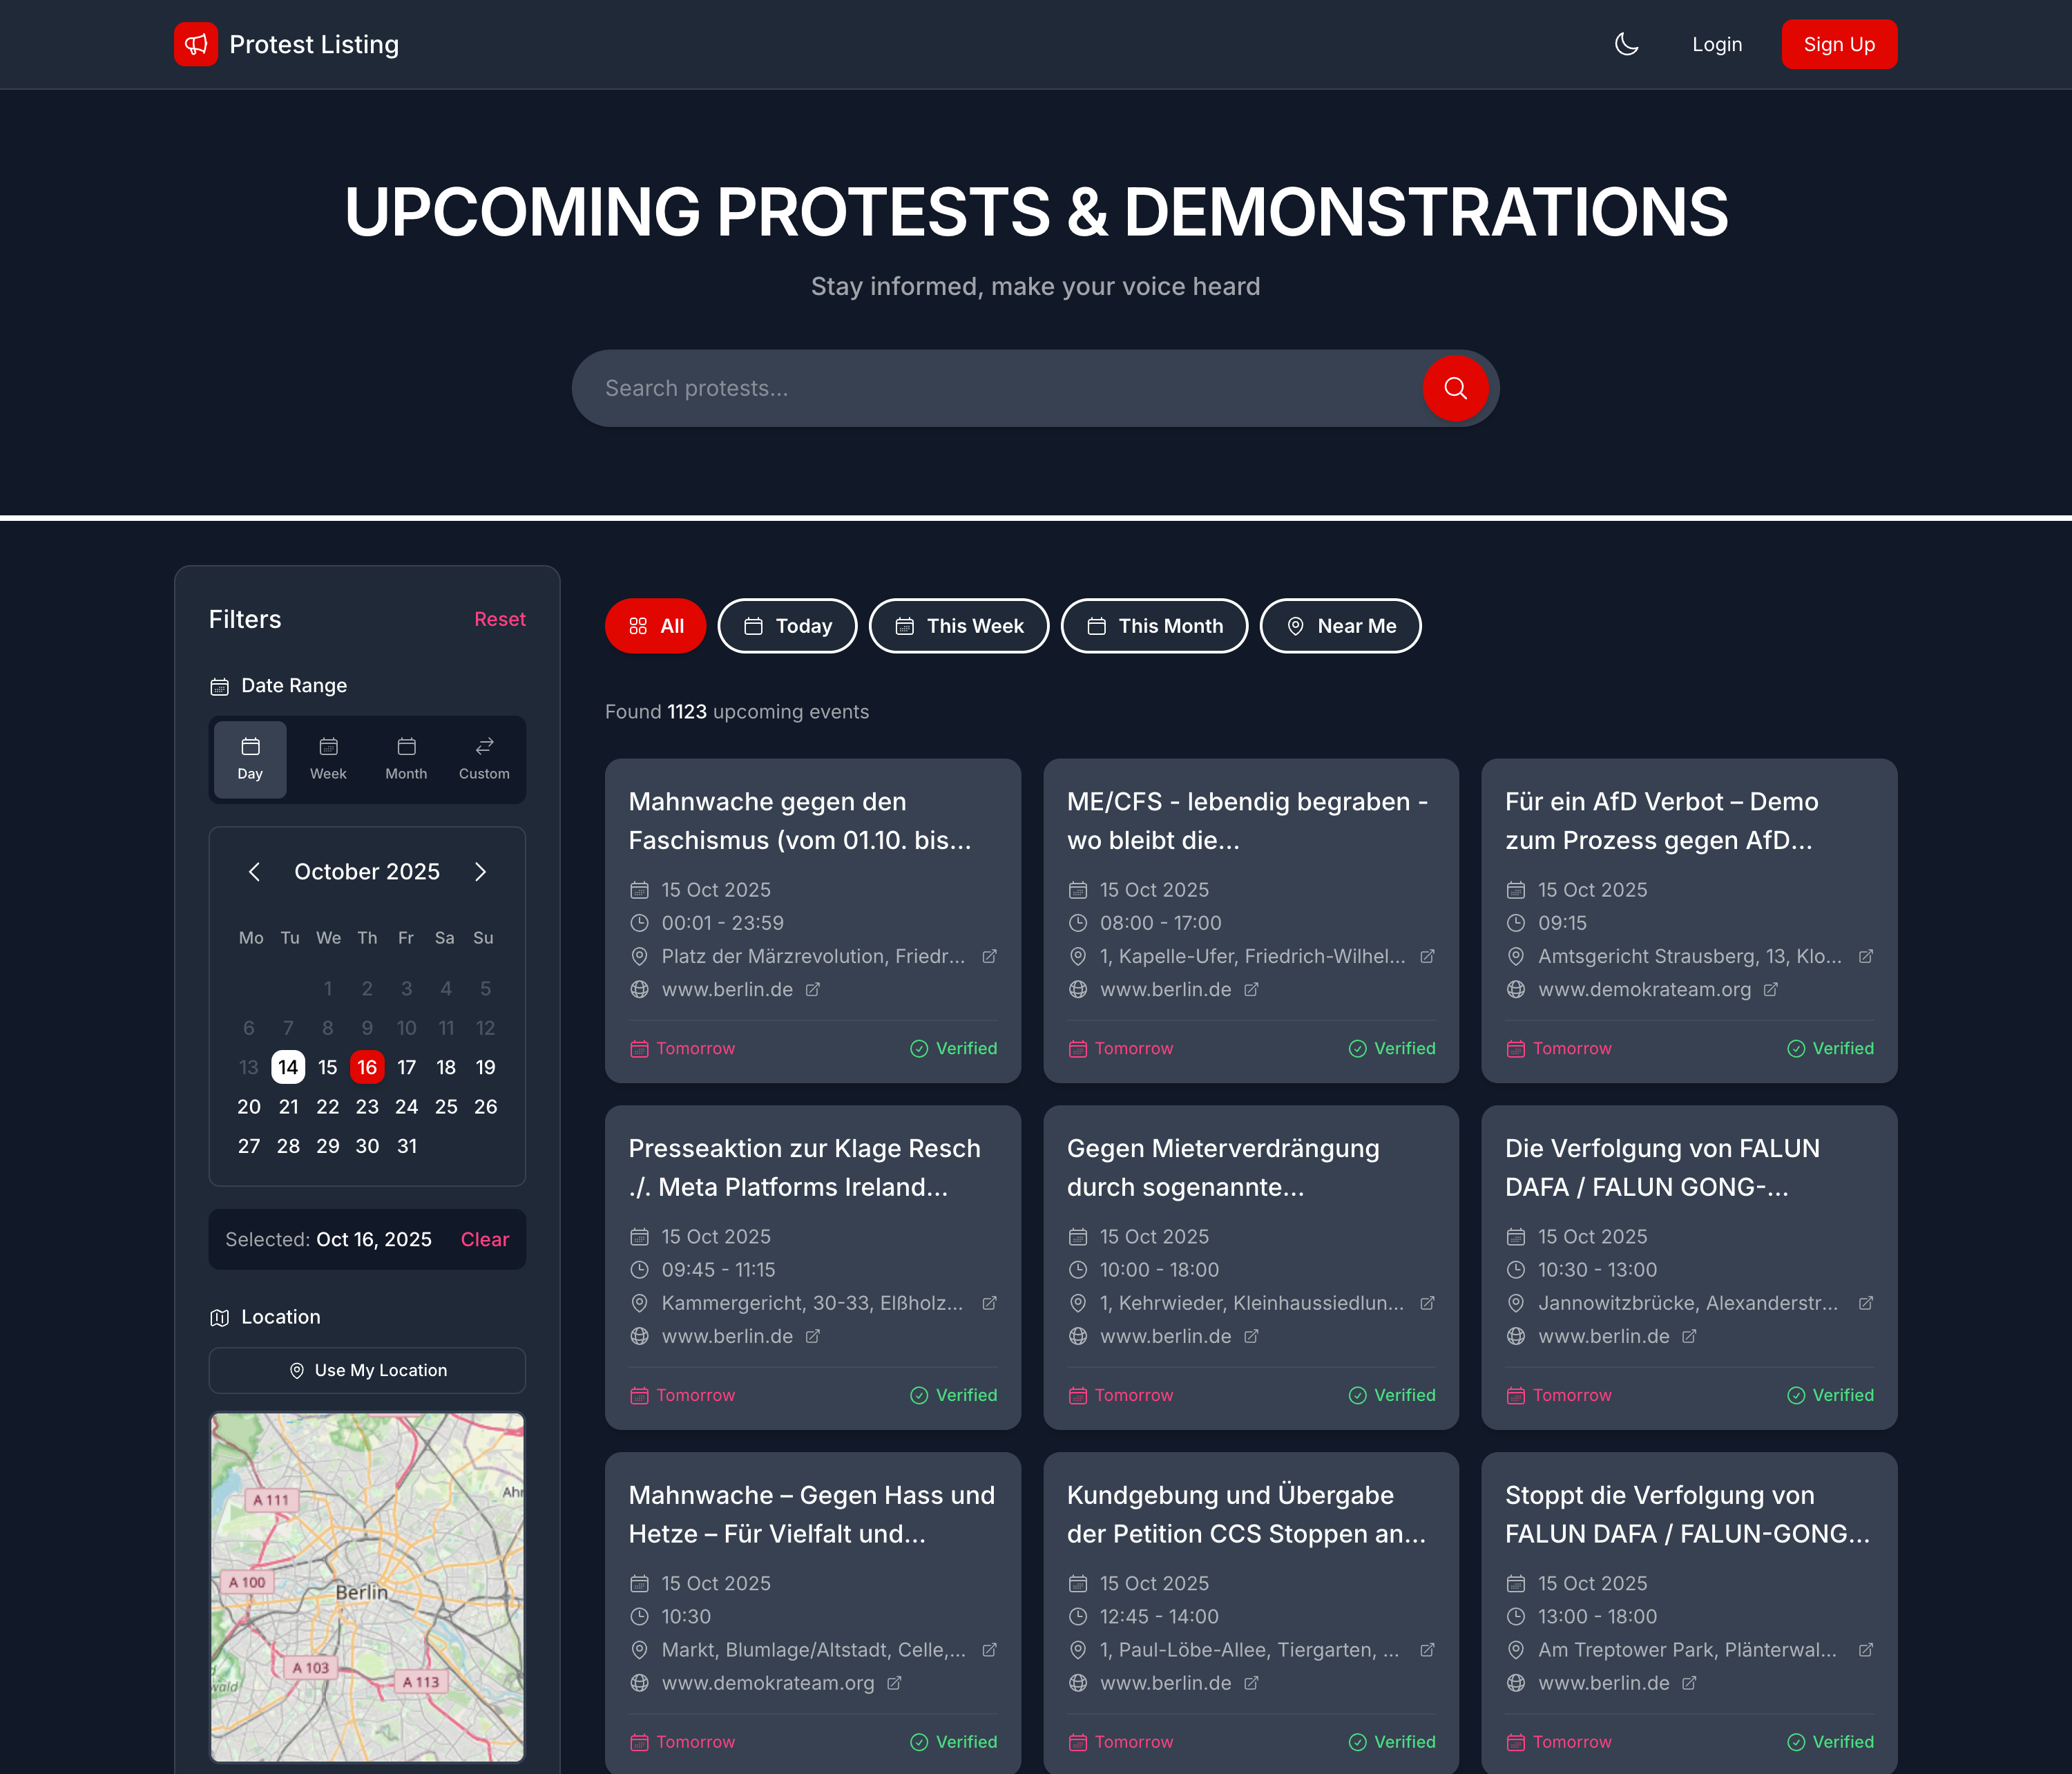 Protest Listing
Login
Sign Up
UPCOMING PROTESTS & DEMONSTRATIONS
Stay informed, make your voice heard
Search protests...
Filters
Reset
Date Range
Day
Week
Month
Custom
October 2025
Mo Tu We Th Fr Sa Su
1 2 3 4 5
6 7 8 9 10 11 12
13 14 15 16 17 18 19
20 21 22 23 24 25 26
27 28 29 30 31
Selected: Oct 16, 2025
Clear
Location
Use My Location
A 111
Ahr
A 100
Berlin
A 103
A 113
wald
All
Today
This Week
This Month
Near Me
Found 1123 upcoming events
Mahnwache gegen den
Faschismus (vom 01.10. bis...
15 Oct 2025
00:01 - 23:59
Platz der Märzrevolution, Friedr...
www.berlin.de
Tomorrow
Verified
ME/CFS - lebendig begraben -
wo bleibt die...
15 Oct 2025
08:00 - 17:00
1, Kapelle-Ufer, Friedrich-Wilhel...
www.berlin.de
Tomorrow
Verified
Für ein AfD Verbot – Demo
zum Prozess gegen AfD...
15 Oct 2025
09:15
Amtsgericht Strausberg, 13, Klo...
www.demokrateam.org
Tomorrow
Verified
Presseaktion zur Klage Resch
./. Meta Platforms Ireland...
15 Oct 2025
09:45 - 11:15
Kammergericht, 30-33, Elßholz...
www.berlin.de
Tomorrow
Verified
Gegen Mieterverdrängung
durch sogenannte...
15 Oct 2025
10:00 - 18:00
1, Kehrwieder, Kleinhaussiedlun...
www.berlin.de
Tomorrow
Verified
Die Verfolgung von FALUN
DAFA / FALUN GONG-...
15 Oct 2025
10:30 - 13:00
Jannowitzbrücke, Alexanderstr...
www.berlin.de
Tomorrow
Verified
Mahnwache – Gegen Hass und
Hetze – Für Vielfalt und...
15 Oct 2025
10:30
Markt, Blumlage/Altstadt, Celle,...
www.demokrateam.org
Tomorrow
Verified
Kundgebung und Übergabe
der Petition CCS Stoppen an...
15 Oct 2025
12:45 - 14:00
1, Paul-Löbe-Allee, Tiergarten, ...
www.berlin.de
Tomorrow
Verified
Stoppt die Verfolgung von
FALUN DAFA / FALUN-GONG...
15 Oct 2025
13:00 - 18:00
Am Treptower Park, Plänterwal...
www.berlin.de
Tomorrow
Verified